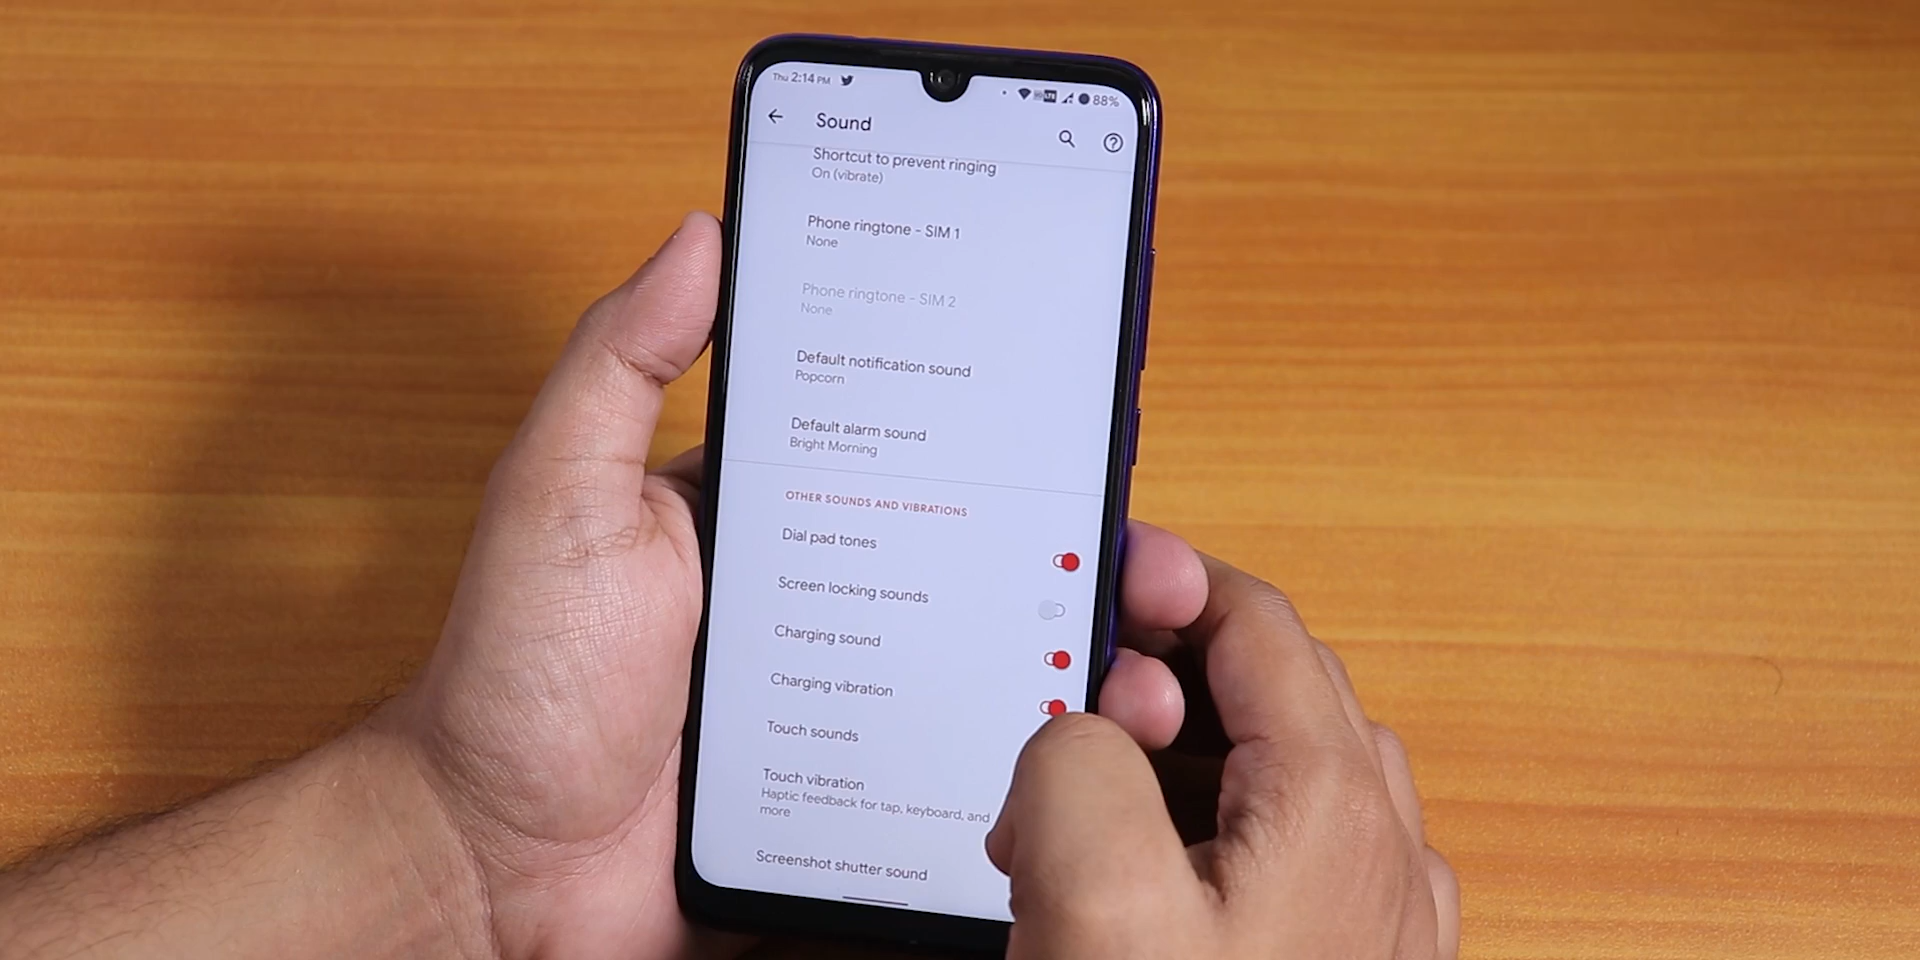 Thu 2:14 PM
88%
Sound
Shortcut to prevent ringing
On (vibrate)
Phone ringtone - SIM 1
None
Phone ringtone - SIM 2
None
Default notification sound
Popcorn
Default alarm sound
Bright Morning
OTHER SOUNDS AND VIBRATIONS
Dial pad tones
Screen locking sounds
Charging sound
Charging vibration
Touch sounds
Touch vibration
Haptic feedback for tap, keyboard, and
more
Screenshot shutter sound